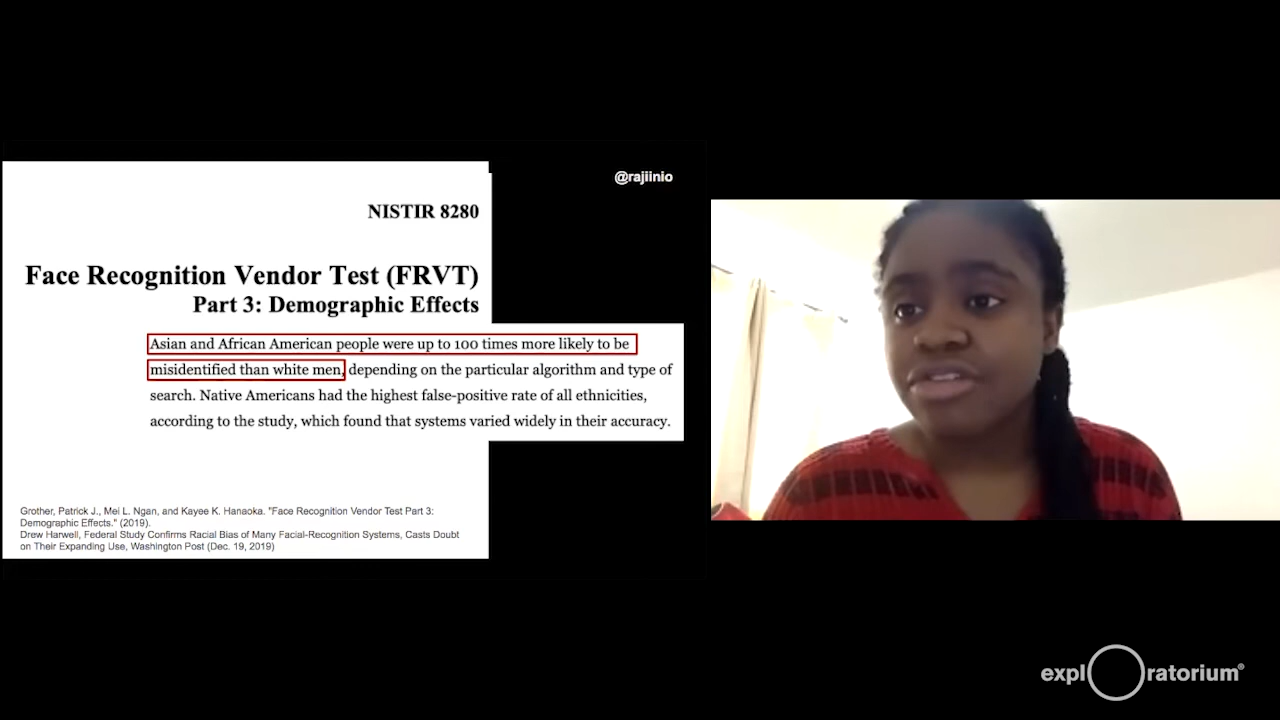 @rajiinio
NISTIR 8280
Face Recognition Vendor Test (FRVT)
Part 3: Demographic Effects
Asian and African American people were up to 100 times more likely to be
misidentified than white men, depending on the particular algorithm and type of
search. Native Americans had the highest false-positive rate of all ethnicities,
according to the study, which found that systems varied widely in their accuracy.
Grother, Patrick J., Mei L. Ngan, and Kayee K. Hanaoka. "Face Recognition Vendor Test Part 3:
Demographic Effects." (2019).
Drew Harwell, Federal Study Confirms Racial Bias of Many Facial-Recognition Systems, Casts Doubt
on Their Expanding Use, Washington Post (Dec. 19, 2019)
explOratorium®